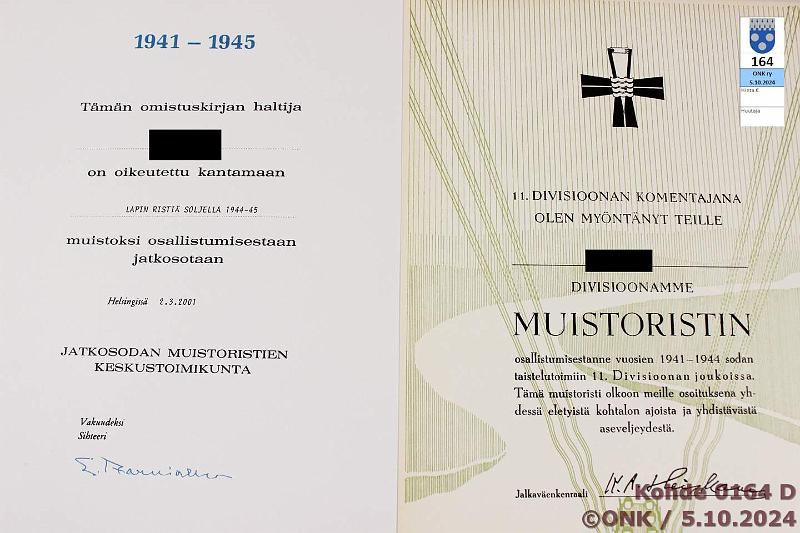 1941 – 1945
Tämän omistuskirjan haltija
on oikeutettu kantamaan
LAPIN RISTIÄ SOLJELLA 1944-45
muistoksi osallistumisestaan
jatkosotaan
Helsingissä 2.3.2001
JATKOSODAN MUISTORISTIEN
KESKUSTOIMIKUNTA
Vakuudeksi
Sihteeri
11. DIVISIOONAN KOMENTAJANA
OLEN MYÖNTÄNYT TEILLE
DIVISIOONAMME
MUISTORISTIN
osallistumisestanne vuosien 1941–1944 sodan
taistelutoimiin 11. Divisioonan joukoissa.
Tämä muistoristi olkoon meille osoituksena yh-
dessä eletyistä kohtalon ajoista ja yhdistävästä
aseveljeydestä.
Jalkaväenkenraali
164
ONK ry
5.10.2024
Hinta €
Huutaja
Kohde 0164 D
©ONK / 5.10.2024